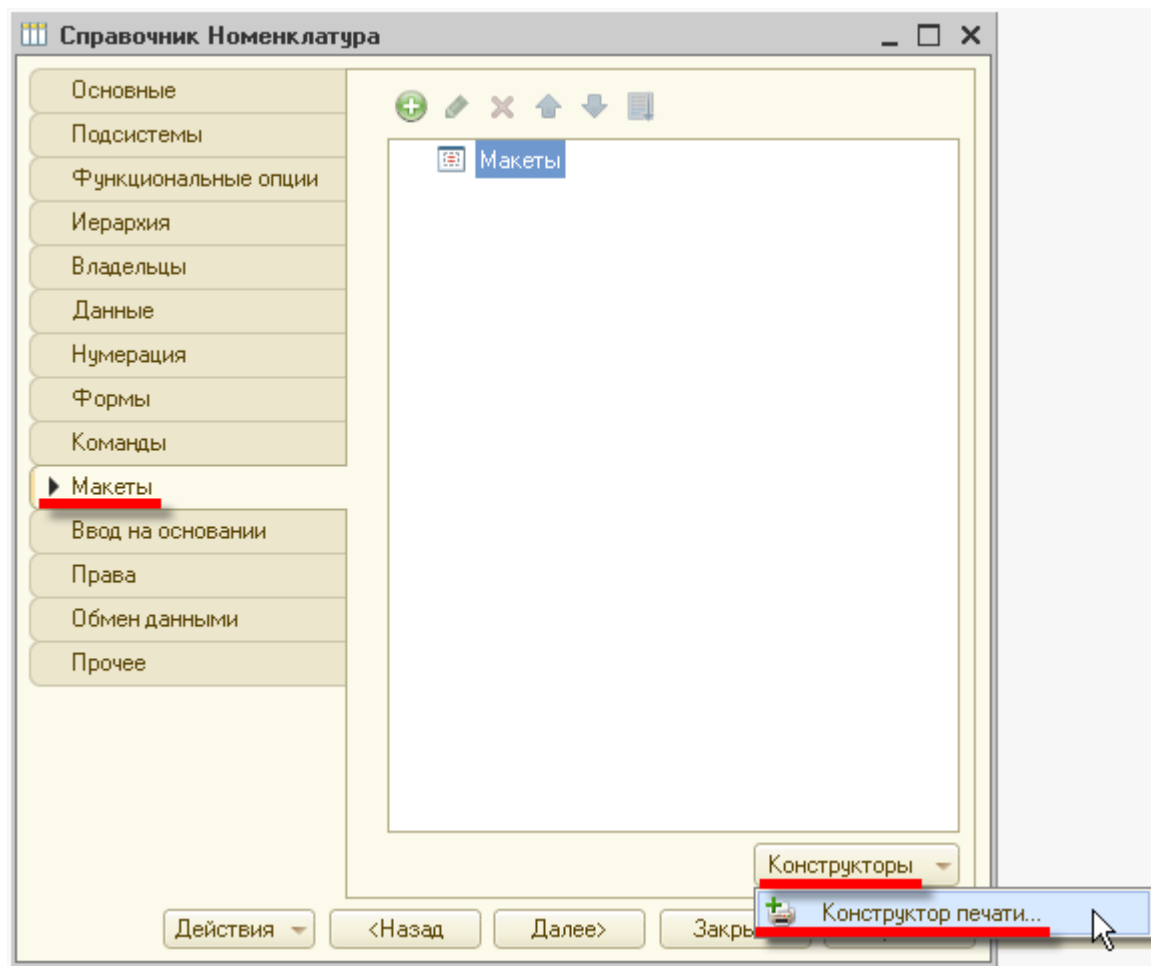 Справочник Номенклатура
Основные
Подсистемы
Функциональные опции
Иерархия
Владельцы
Данные
Нумерация
Формы
Команды
Макеты
Ввод на основании
Права
Обмен данными
Прочее
Макеты
Конструкторы
Конструктор печати...
Действия
<Назад
Далее>
Закры